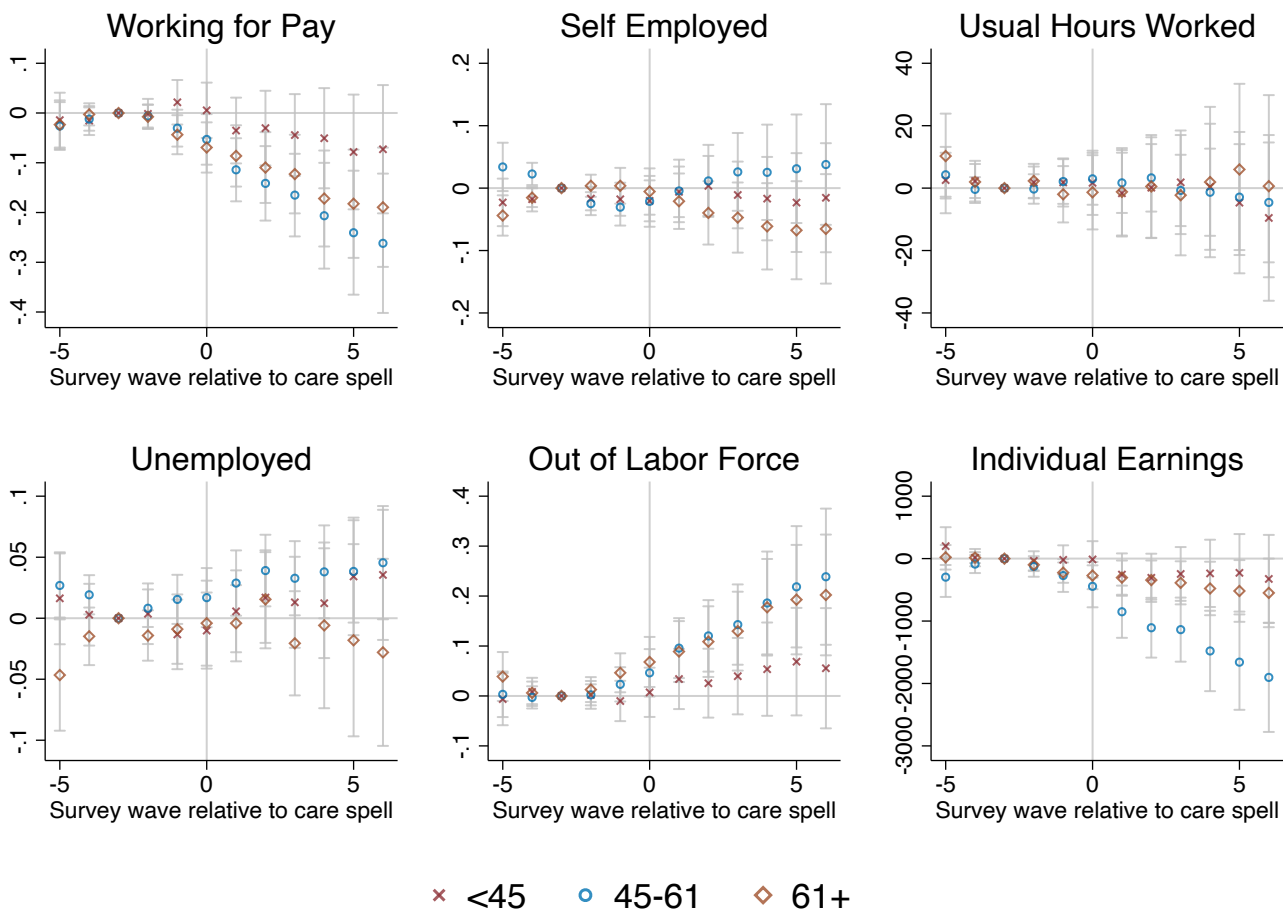 Working for Pay
Self Employed
Usual Hours Worked
.1
0
-.1
-.2
-.3
-.4
-5 0 5
Survey wave relative to care spell
.2
.1
0
-.1
-.2
-5 0 5
Survey wave relative to care spell
40
20
0
-20
-40
-5 0 5
Survey wave relative to care spell
Unemployed
Out of Labor Force
Individual Earnings
.1
.05
0
-.05
-.1
-5 0 5
Survey wave relative to care spell
.4
.3
.2
.1
0
-.1
-5 0 5
Survey wave relative to care spell
1000
0
-1000
-2000
-3000
-5 0 5
Survey wave relative to care spell
<45 45-61 61+